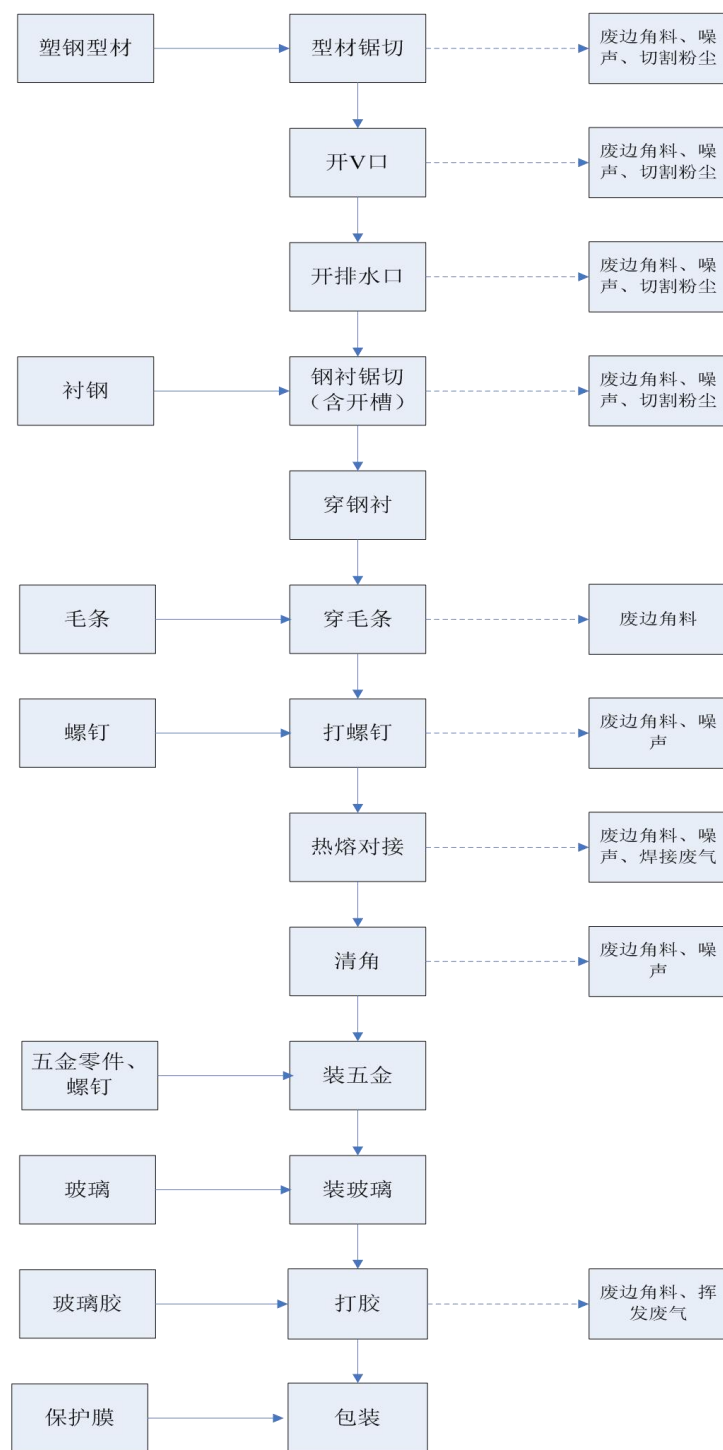 塑钢型材
型材锯切
废边角料、噪
声、切割粉尘
开V口
废边角料、噪
声、切割粉尘
开排水口
废边角料、噪
声、切割粉尘
衬钢
钢衬锯切
（含开槽）
废边角料、噪
声、切割粉尘
穿钢衬
毛条
穿毛条
废边角料
螺钉
打螺钉
废边角料、噪
声
热熔对接
废边角料、噪
声、焊接废气
清角
废边角料、噪
声
五金零件、
螺钉
装五金
玻璃
装玻璃
玻璃胶
打胶
废边角料、挥
发废气
保护膜
包装